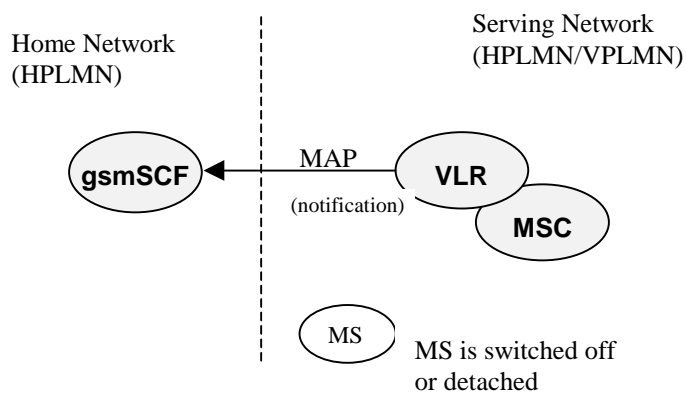 Home Network
(HPLMN)
Serving Network
(HPLMN/VPLMN)
gsmSCF
MAP
(notification)
VLR
MSC
MS
MS is switched off
or detached